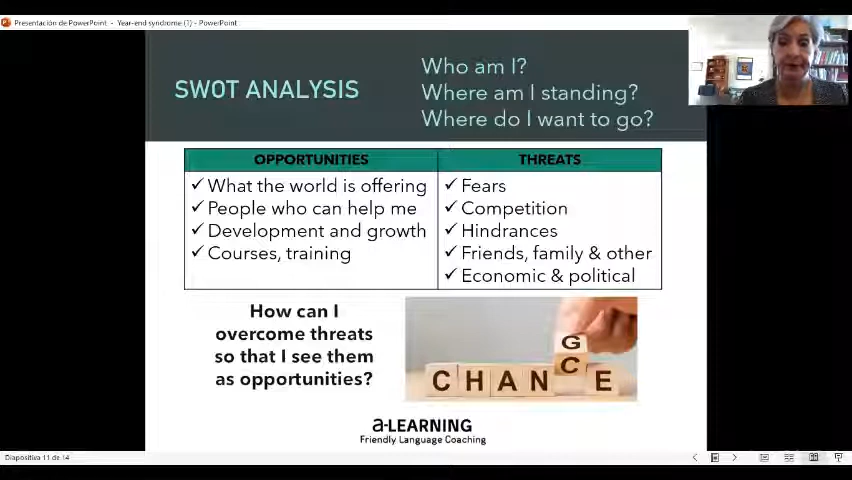 Presentación de PowerPoint - Year-end syndrome (1) - PowerPoint
SWOT ANALYSIS
Who am I?
Where am I standing?
Where do I want to go?
OPPORTUNITIES
✓ What the world is offering
✓ People who can help me
✓ Development and growth
✓ Courses, training
THREATS
✓ Fears
✓ Competition
✓ Hindrances
✓ Friends, family & other
✓ Economic & political
How can I
overcome threats
so that I see them
as opportunities?
G
CHANCE
a-LEARNING
Friendly Language Coaching
Diapositiva 11 de 14